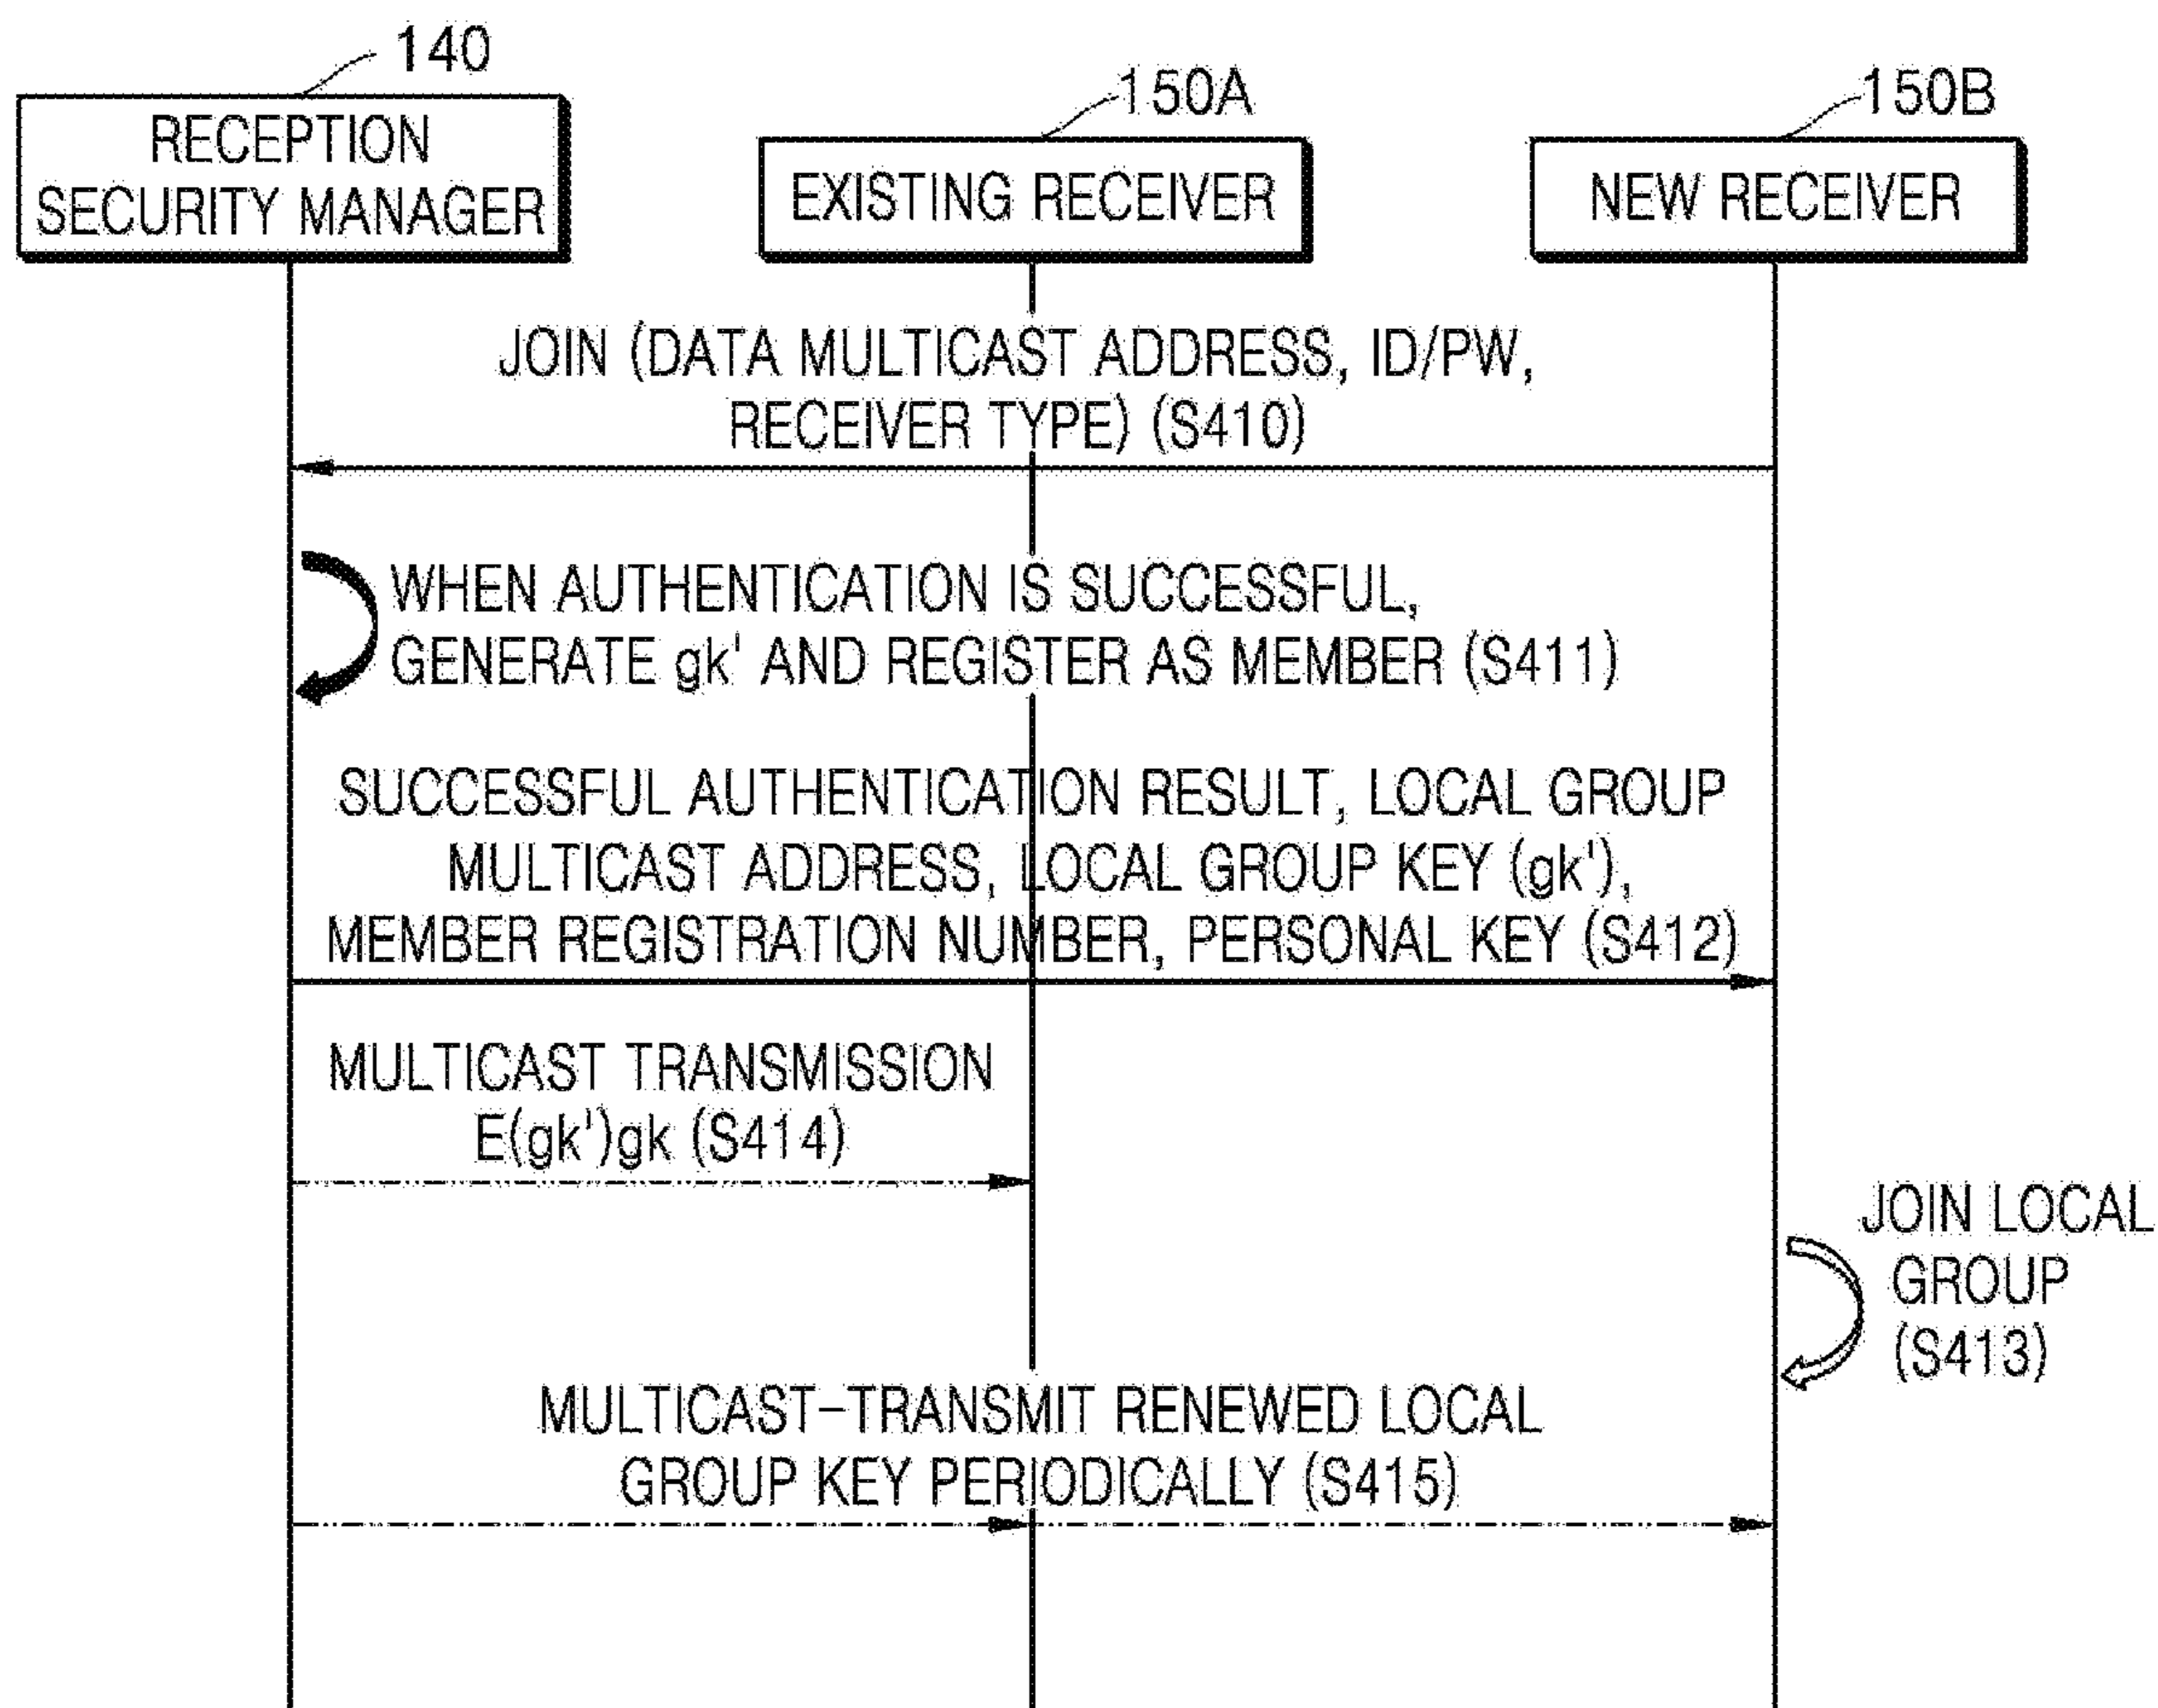 140
150A
150B
RECEPTION
SECURITY MANAGER
EXISTING RECEIVER
NEW RECEIVER
JOIN (DATA MULTICAST ADDRESS, ID/PW,
RECEIVER TYPE) (S410)
WHEN AUTHENTICATION IS SUCCESSFUL,
GENERATE gk' AND REGISTER AS MEMBER (S411)
SUCCESSFUL AUTHENTICATION RESULT, LOCAL GROUP
MULTICAST ADDRESS, LOCAL GROUP KEY (gk'),
MEMBER REGISTRATION NUMBER, PERSONAL KEY (S412)
MULTICAST TRANSMISSION
E(gk')gk (S414)
JOIN LOCAL
GROUP
(S413)
MULTICAST-TRANSMIT RENEWED LOCAL
GROUP KEY PERIODICALLY (S415)